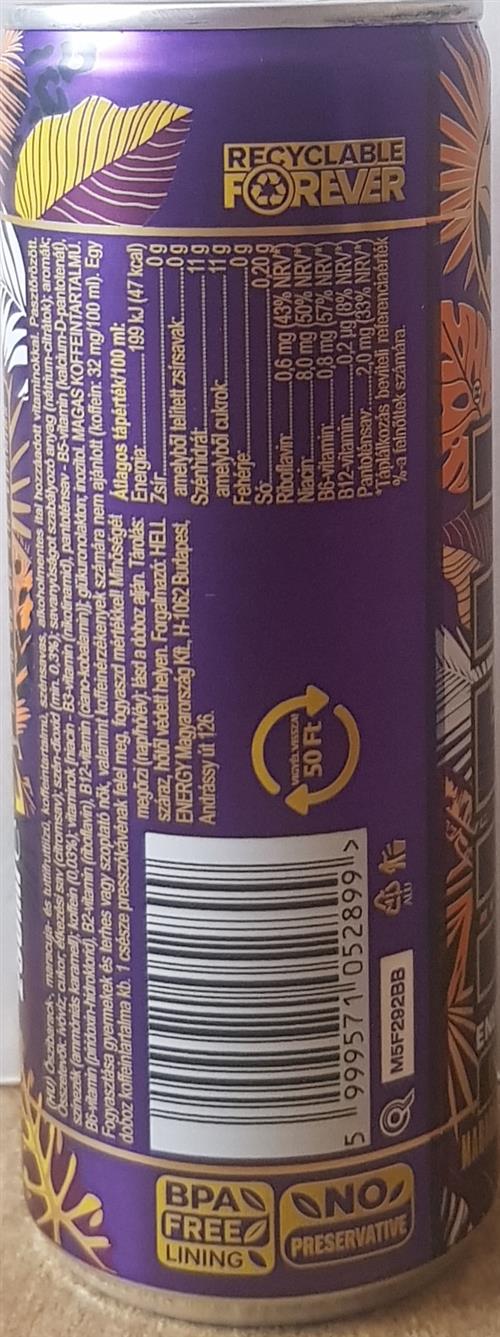 RECYCLABLE
FOREVER
(HU) Őszibarack-, maracuja- és tuttifruttiízű, koffeintartalmú, szénsavas, alkoholmentes ital hozzáadott vitaminokkal. Pasztőrözött.
Összetevők: ivóvíz, cukor, étkezési sav (citromsav), szén-dioxid (min. 0,3%), savanyúságot szabályozó anyag (nátrium-citrátok), aromák,
színezék (ammóniás karamell), koffein (0,03%), vitaminok [niacin - B3-vitamin (nikotinamid), pantoténsav - B5-vitamin (kalcium-D-pantotenát),
B6-vitamin (piridoxin-hidroklorid), B2-vitamin (riboflavin), B12-vitamin (ciano-kobalamin)], glükuronolakton, inozitol. MAGAS KOFFEINTARTALMÚ.
Fogyasztása gyermekek és terhes vagy szoptató nők, valamint koffeinérzékenyek számára nem ajánlott (koffein: 32 mg/100 ml). Egy
doboz koffeintartalma kb. 1 csésze presszókávénak felel meg, fogyaszd mértékkel! Minőségét
megőrzi (nap/hó/év): lásd a doboz alján. Tárolás:
száraz, hőtől védett helyen. Forgalmazó: HELL
ENERGY Magyarország Kft., H-1062 Budapest,
Andrássy út 126.
Átlagos tápérték/100 ml:
Energia: 199 kJ (47 kcal)
Zsír 0 g
amelyből telített zsírsavak: 0 g
Szénhidrát: 11 g
amelyből cukrok: 11 g
Fehérje: 0 g
Só: 0,20 g
Riboflavin: 0,6 mg (43% NRV*)
Niacin: 8,0 mg (50% NRV*)
B6-vitamin: 0,8 mg (57% NRV*)
B12-vitamin: 0,2 µg (8% NRV*)
Pantoténsav: 2,0 mg (33% NRV*)
*Táplálkozási beviteli referenciaérték
%-a felnőttek számára.
50 Ft
5 999571 052899 >
ALU
M5F292BB
BPA
FREE
LINING
NO
PRESERVATIVE